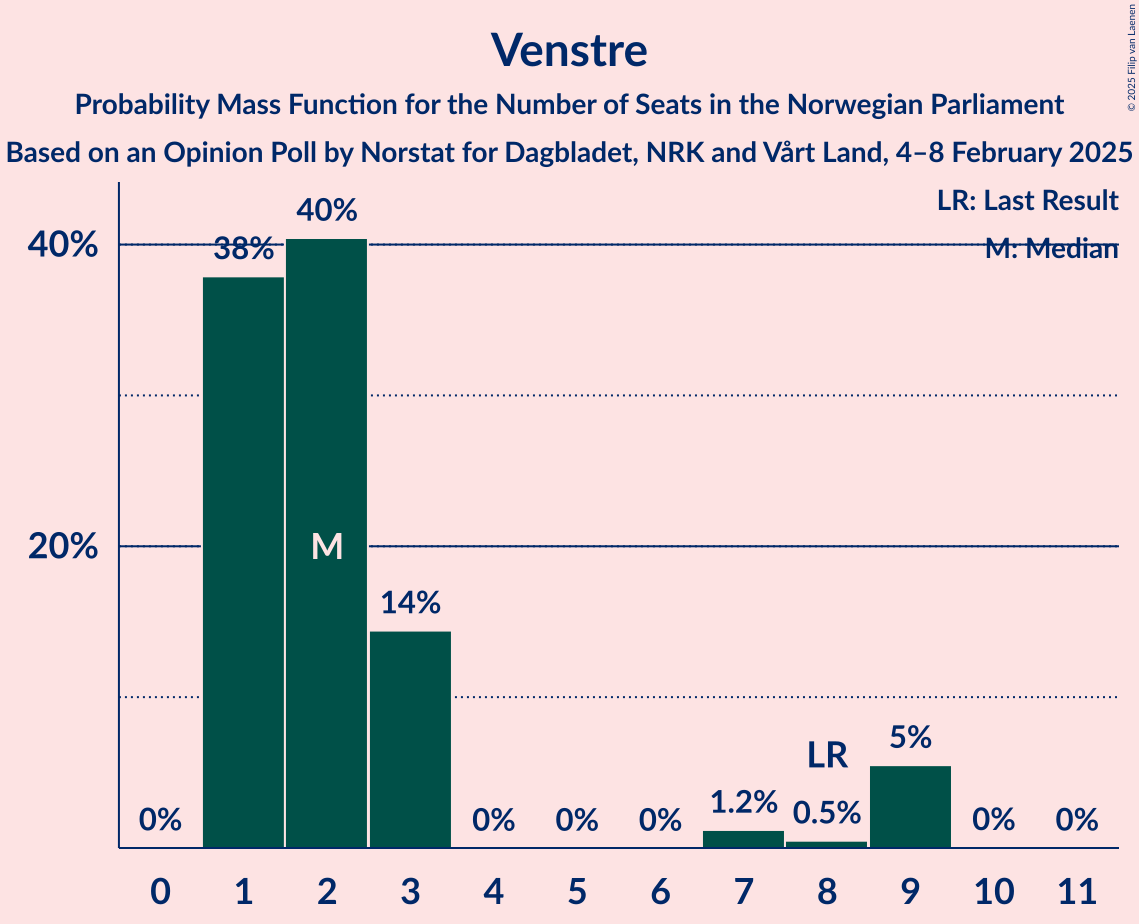 Venstre
Probability Mass Function for the Number of Seats in the Norwegian Parliament
Based on an Opinion Poll by Norstat for Dagbladet, NRK and Vårt Land, 4–8 February 2025
© 2025 Filip van Laenen
LR: Last Result
M: Median
40%
20%
0%
38%
40%
M
14%
0%
0%
0%
1.2%
LR
0.5%
5%
0%
0%
0 1 2 3 4 5 6 7 8 9 10 11